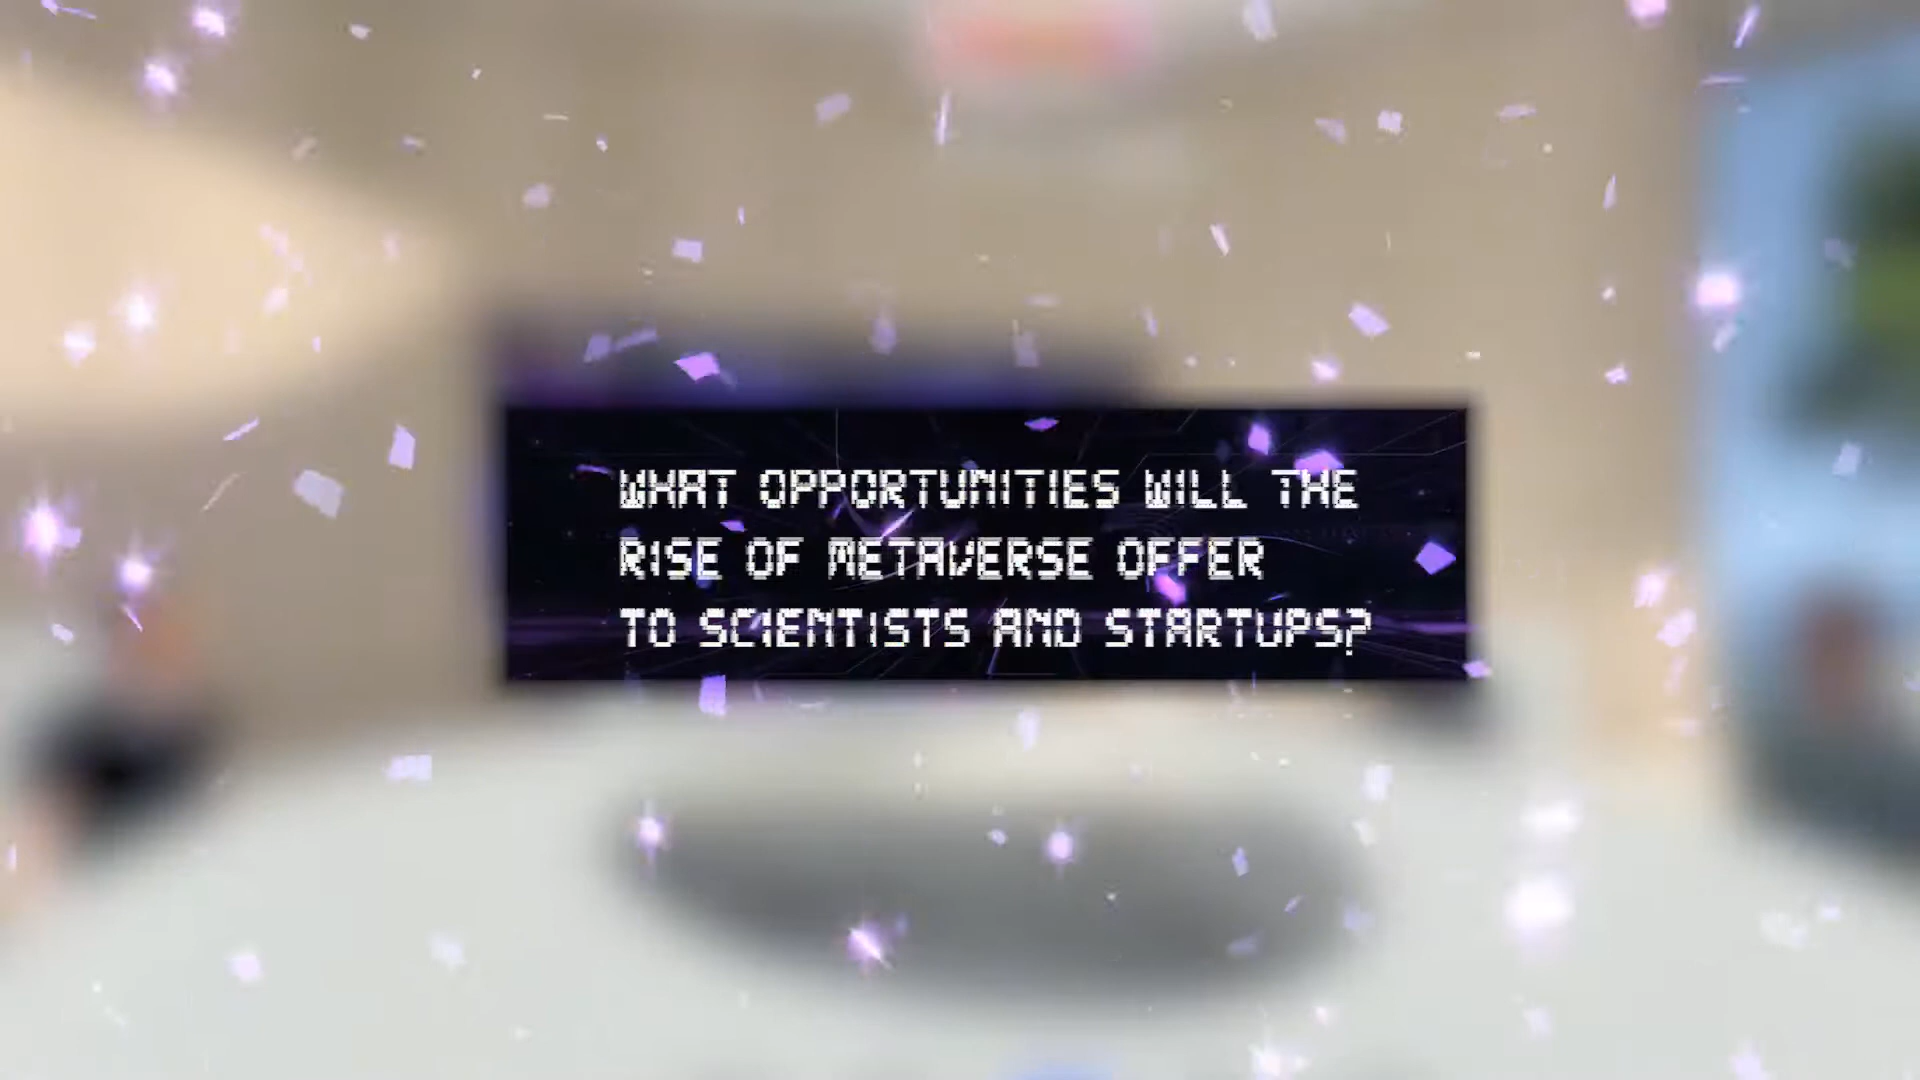 WHAT OPPORTUNITIES WILL THE
RISE OF METAVERSE OFFER
TO SCIENTISTS AND STARTUPS?